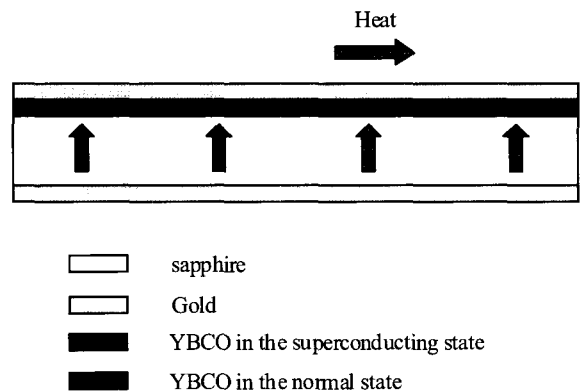 Heat
sapphire
Gold
YBCO in the superconducting state
YBCO in the normal state